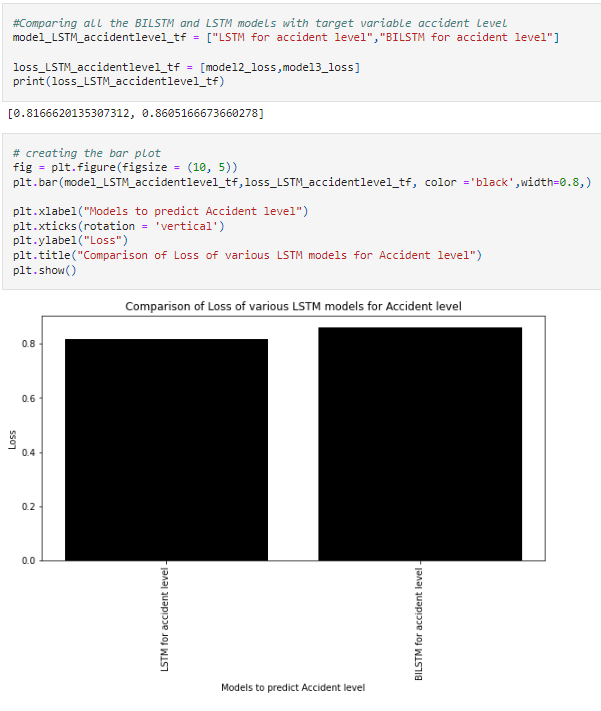 #Comparing all the BILSTM and LSTM models with target variable accident level
model_LSTM_accidentlevel_tf = ["LSTM for accident level","BILSTM for accident level"]
loss_LSTM_accidentlevel_tf = [model2_loss,model3_loss]
print(loss_LSTM_accidentlevel_tf)
[0.8166620135307312, 0.8605166673660278]
# creating the bar plot
fig = plt.figure(figsize = (10, 5))
plt.bar(model_LSTM_accidentlevel_tf,loss_LSTM_accidentlevel_tf, color ='black',width=0.8,)
plt.xlabel("Models to predict Accident level")
plt.xticks(rotation = 'vertical')
plt.ylabel("Loss")
plt.title("Comparison of Loss of various LSTM models for Accident level")
plt.show()
Comparison of Loss of various LSTM models for Accident level
0.8
0.6
0.4
0.2
0.0
Loss
LSTM for accident level
BILSTM for accident level
Models to predict Accident level